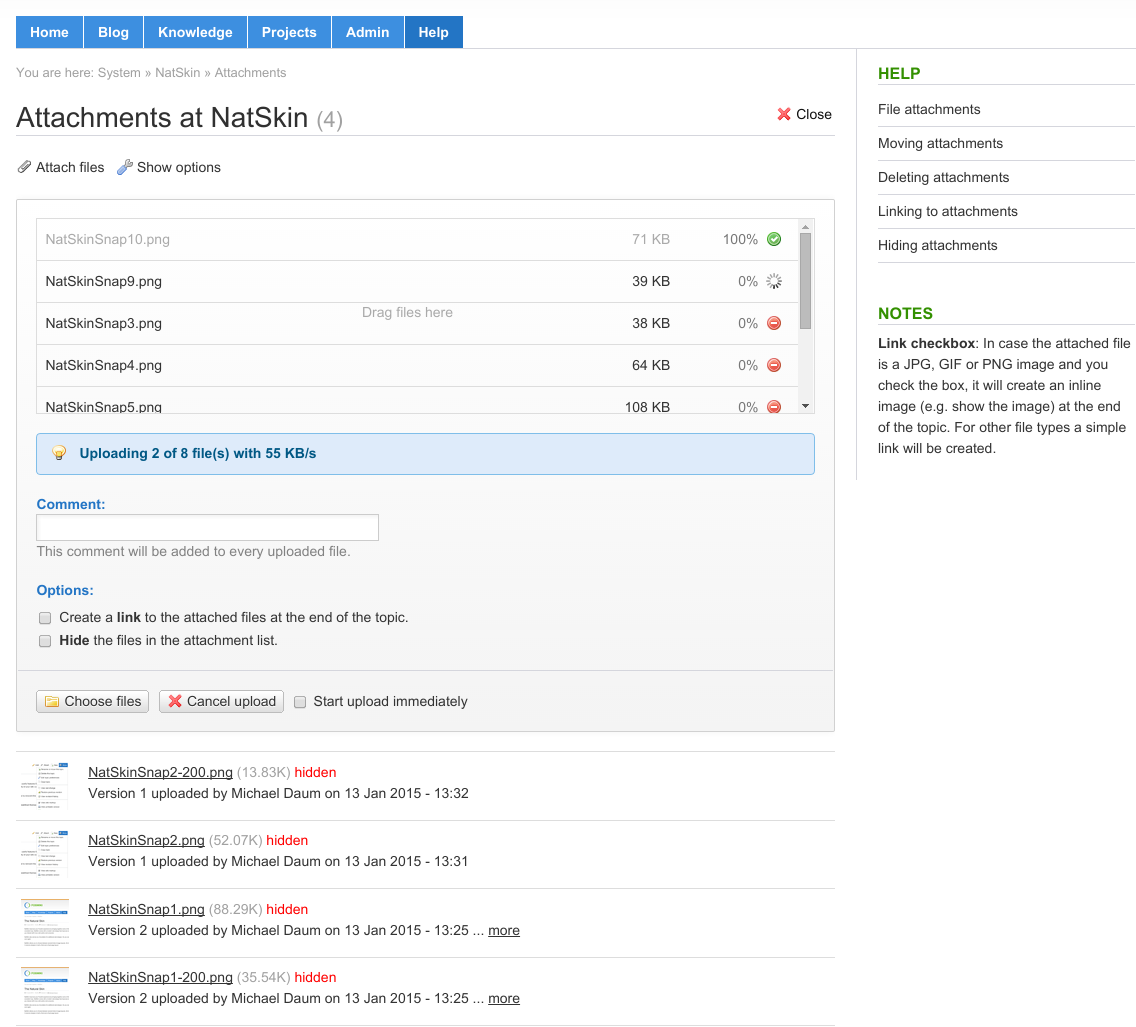 Home Blog Knowledge Projects Admin Help
You are here: System » NatSkin » Attachments
Attachments at NatSkin (4)
Close
Attach files Show options
NatSkinSnap10.png 71 KB 100%
NatSkinSnap9.png 39 KB 0%
Drag files here
NatSkinSnap3.png 38 KB 0%
NatSkinSnap4.png 64 KB 0%
NatSkinSnap5.png 108 KB 0%
Uploading 2 of 8 file(s) with 55 KB/s
Comment:
This comment will be added to every uploaded file.
Options:
Create a link to the attached files at the end of the topic.
Hide the files in the attachment list.
Choose files Cancel upload Start upload immediately
NatSkinSnap2-200.png (13.83K) hidden
Version 1 uploaded by Michael Daum on 13 Jan 2015 - 13:32
NatSkinSnap2.png (52.07K) hidden
Version 1 uploaded by Michael Daum on 13 Jan 2015 - 13:31
NatSkinSnap1.png (88.29K) hidden
Version 2 uploaded by Michael Daum on 13 Jan 2015 - 13:25 ... more
NatSkinSnap1-200.png (35.54K) hidden
Version 2 uploaded by Michael Daum on 13 Jan 2015 - 13:25 ... more
HELP
File attachments
Moving attachments
Deleting attachments
Linking to attachments
Hiding attachments
NOTES
Link checkbox: In case the attached file
is a JPG, GIF or PNG image and you
check the box, it will create an inline
image (e.g. show the image) at the end
of the topic. For other file types a simple
link will be created.